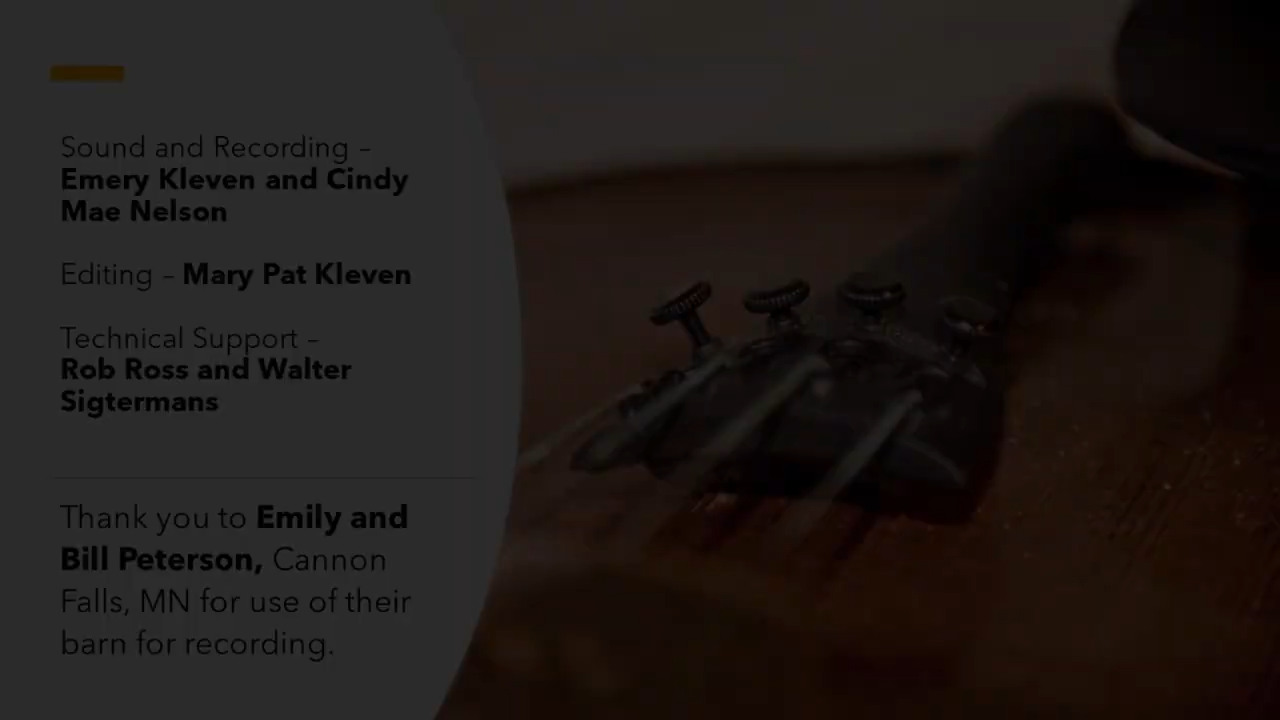 Sound and Recording –
Emery Kleven and Cindy
Mae Nelson
Editing – Mary Pat Kleven
Technical Support –
Rob Ross and Walter
Sigtermans
Thank you to Emily and
Bill Peterson, Cannon
Falls, MN for use of their
barn for recording.